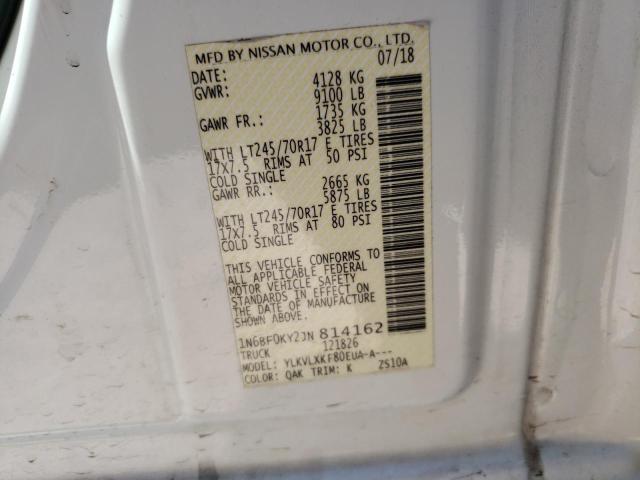 MFD BY NISSAN MOTOR CO., LTD.
DATE: 07/18
GVWR: 4128 KG
9100 LB
GAWR FR.: 1735 KG
3825 LB
WITH LT245/70R17 E TIRES
17X7.5 RIMS AT 50 PSI
COLD SINGLE
GAWR RR.: 2665 KG
5875 LB
WITH LT245/70R17 E TIRES
17X7.5 RIMS AT 80 PSI
COLD SINGLE
THIS VEHICLE CONFORMS TO
ALL APPLICABLE FEDERAL
MOTOR VEHICLE SAFETY
STANDARDS IN EFFECT ON
THE DATE OF MANUFACTURE
SHOWN ABOVE.
1N6BF0KY2JN814162
TRUCK 121826
MODEL: YLKVLXKF80EUA-A---
COLOR: QAK TRIM: K ZS10A